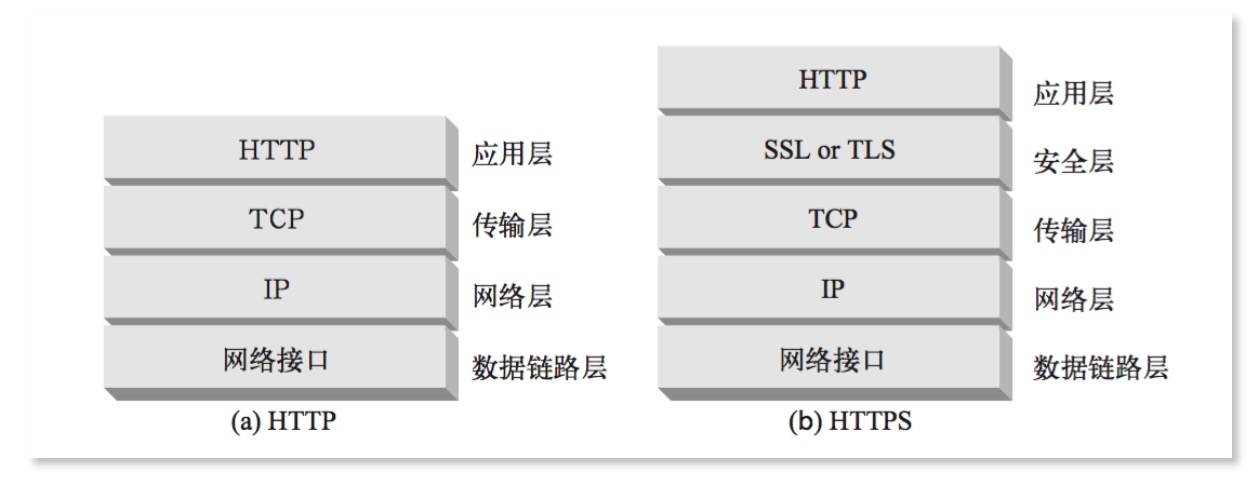 HTTP 应用层
TCP 传输层
IP 网络层
网络接口 数据链路层
(a) HTTP
HTTP 应用层
SSL or TLS 安全层
TCP 传输层
IP 网络层
网络接口 数据链路层
(b) HTTPS